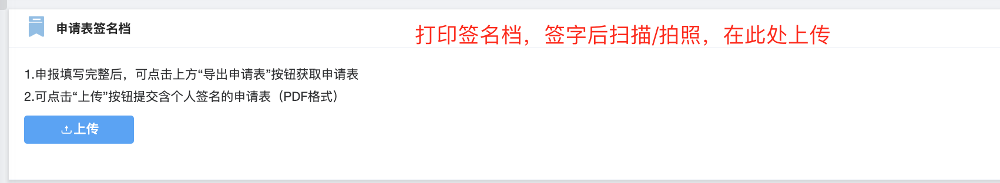 申请表签名档
打印签名档，签字后扫描/拍照，在此处上传
1.申报填写完整后，可点击上方“导出申请表”按钮获取申请表
2.可点击“上传”按钮提交含个人签名的申请表（PDF格式）
上传